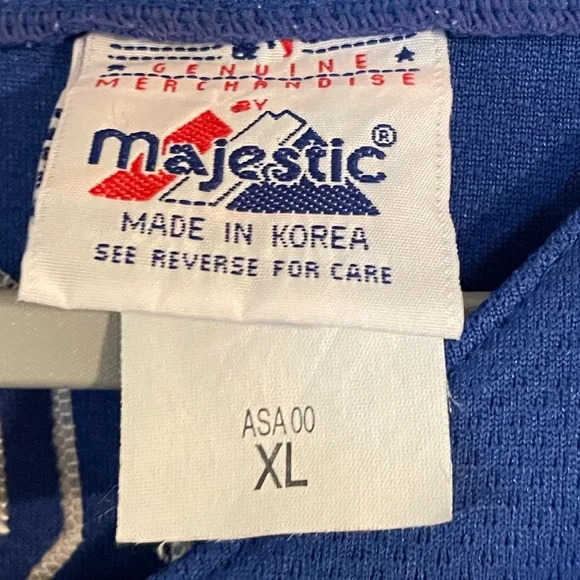 GENUINE
MERCHANDISE
BY
majestic®
MADE IN KOREA
SEE REVERSE FOR CARE
ASA 00
XL